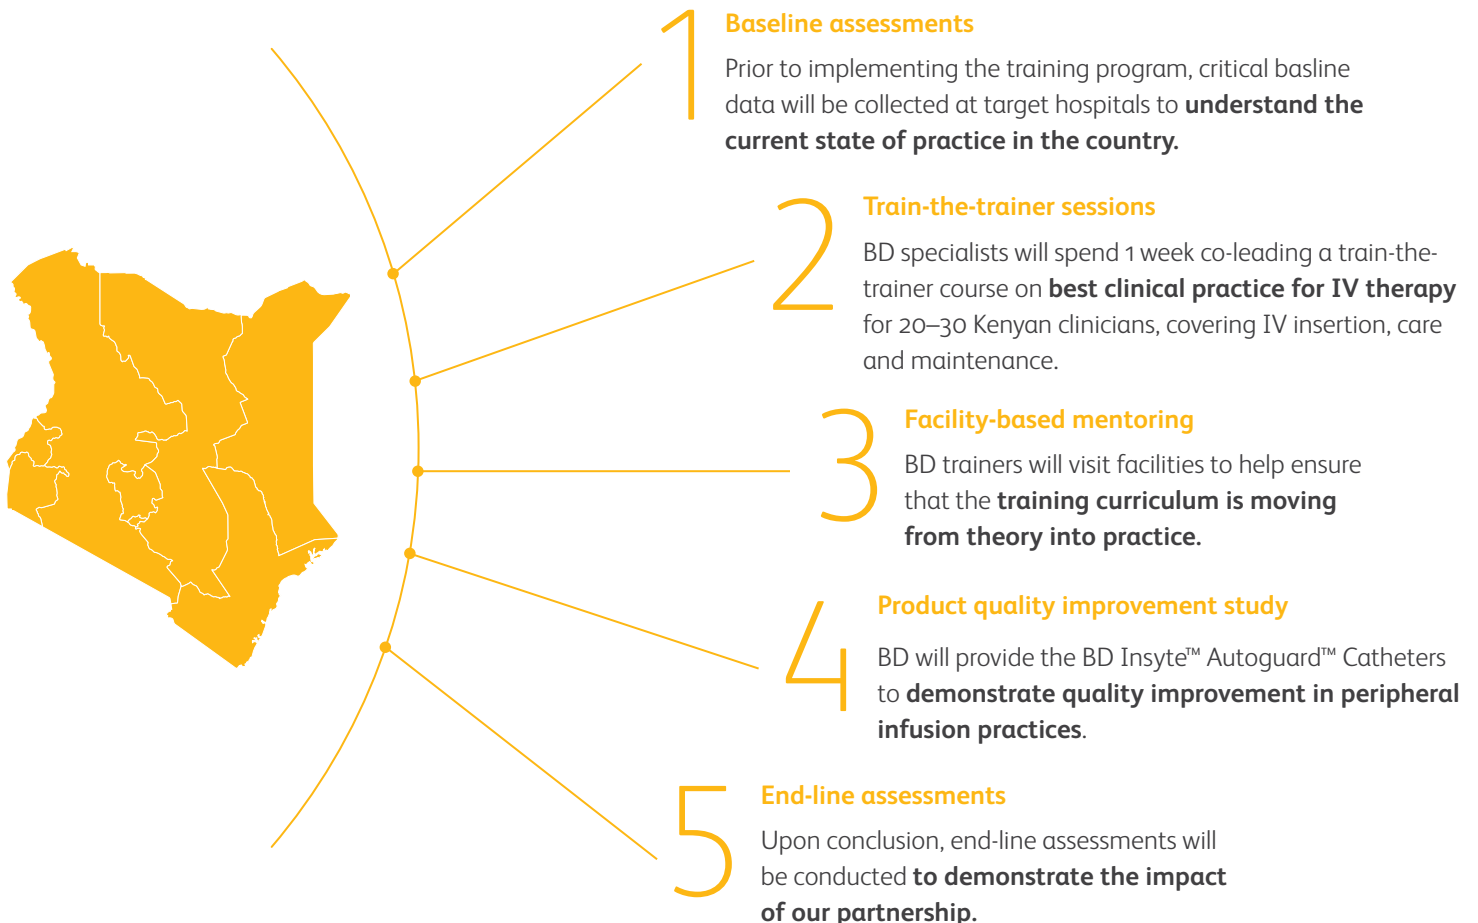 1
Baseline assessments
Prior to implementing the training program, critical basline
data will be collected at target hospitals to understand the
current state of practice in the country.
2
Train-the-trainer sessions
BD specialists will spend 1 week co-leading a train-the-
trainer course on best clinical practice for IV therapy
for 20–30 Kenyan clinicians, covering IV insertion, care
and maintenance.
3
Facility-based mentoring
BD trainers will visit facilities to help ensure
that the training curriculum is moving
from theory into practice.
4
Product quality improvement study
BD will provide the BD Insyte™ Autoguard™ Catheters
to demonstrate quality improvement in peripheral
infusion practices.
5
End-line assessments
Upon conclusion, end-line assessments will
be conducted to demonstrate the impact
of our partnership.